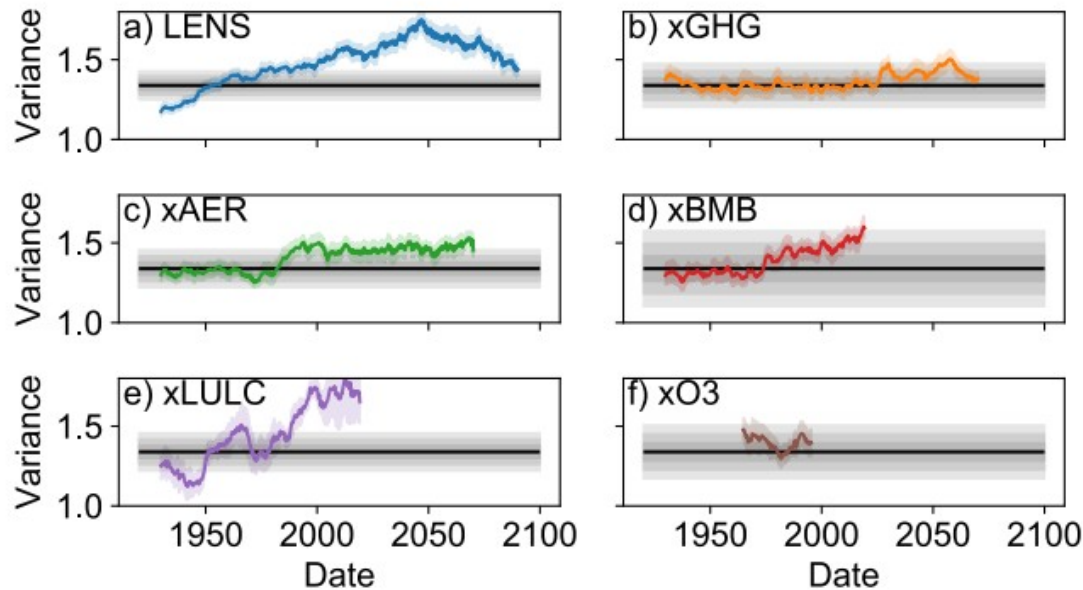 a) LENS
b) xGHG
Variance
1.5
1.0
c) xAER
d) xBMB
Variance
1.5
1.0
e) xLULC
f) xO3
Variance
1.5
1.0
1950 2000 2050 2100
1950 2000 2050 2100
Date
Date